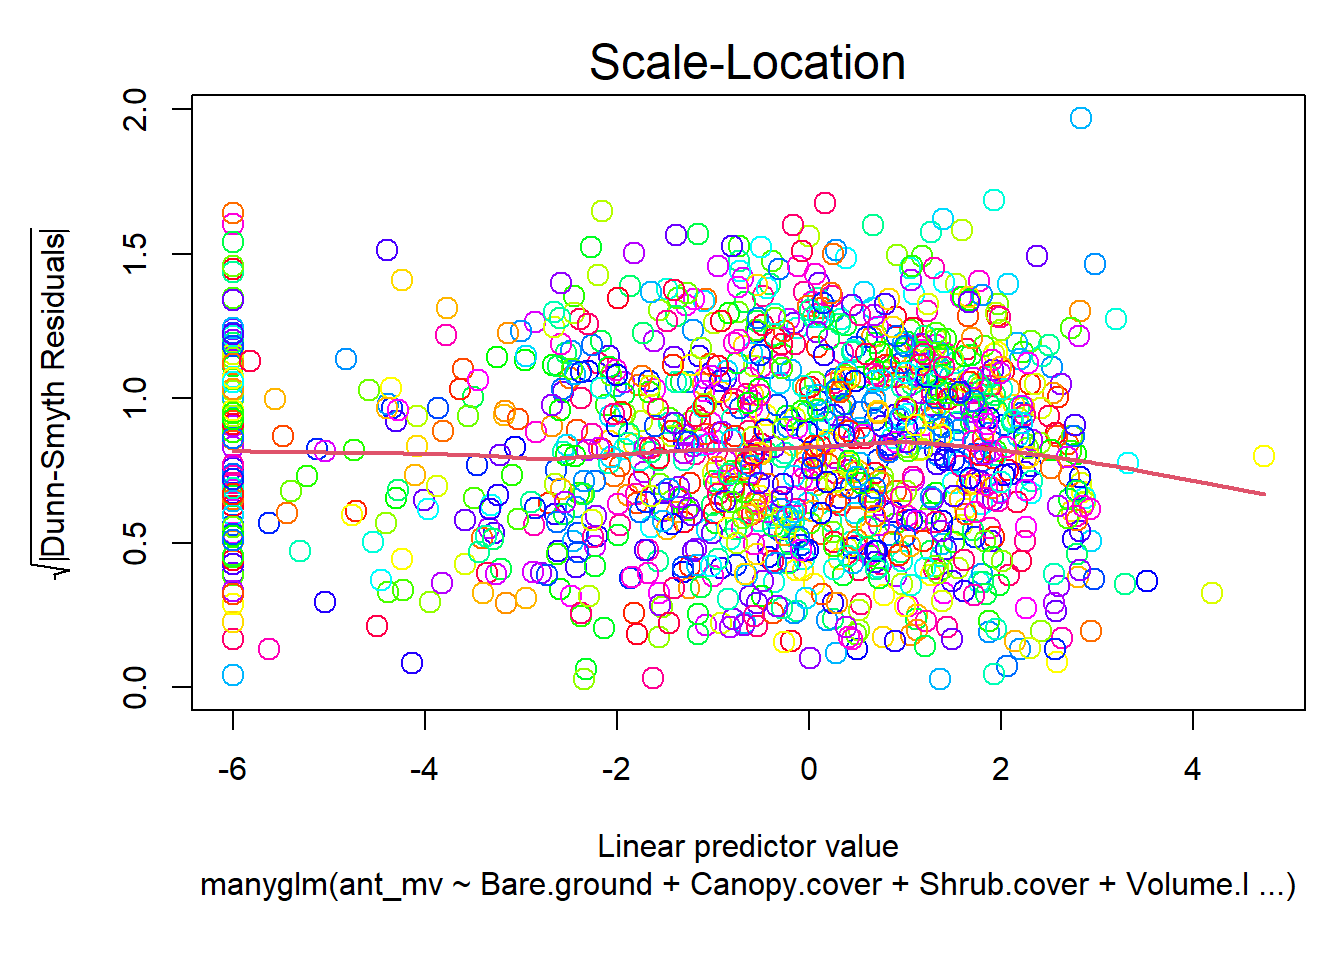 Scale-Location
√|Dunn-Smyth Residuals|
2.0
1.5
1.0
0.5
0.0
-6 -4 -2 0 2 4
Linear predictor value
manyglm(ant_mv ~ Bare.ground + Canopy.cover + Shrub.cover + Volume.l ...)